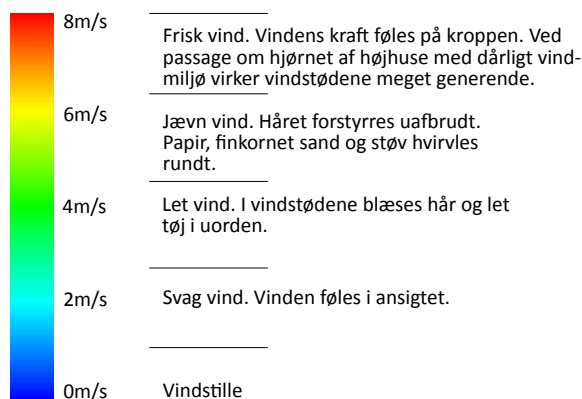 8m/s
Frisk vind. Vindens kraft føles på kroppen. Ved
passage om hjørnet af højhuse med dårligt vind-
miljø virker vindstødene meget generende.
6m/s
Jævn vind. Håret forstyrres uafbrudt.
Papir, finkornet sand og støv hvirvles
rundt.
4m/s
Let vind. I vindstødene blæses hår og let
tøj i uorden.
2m/s
Svag vind. Vinden føles i ansigtet.
0m/s
Vindstille